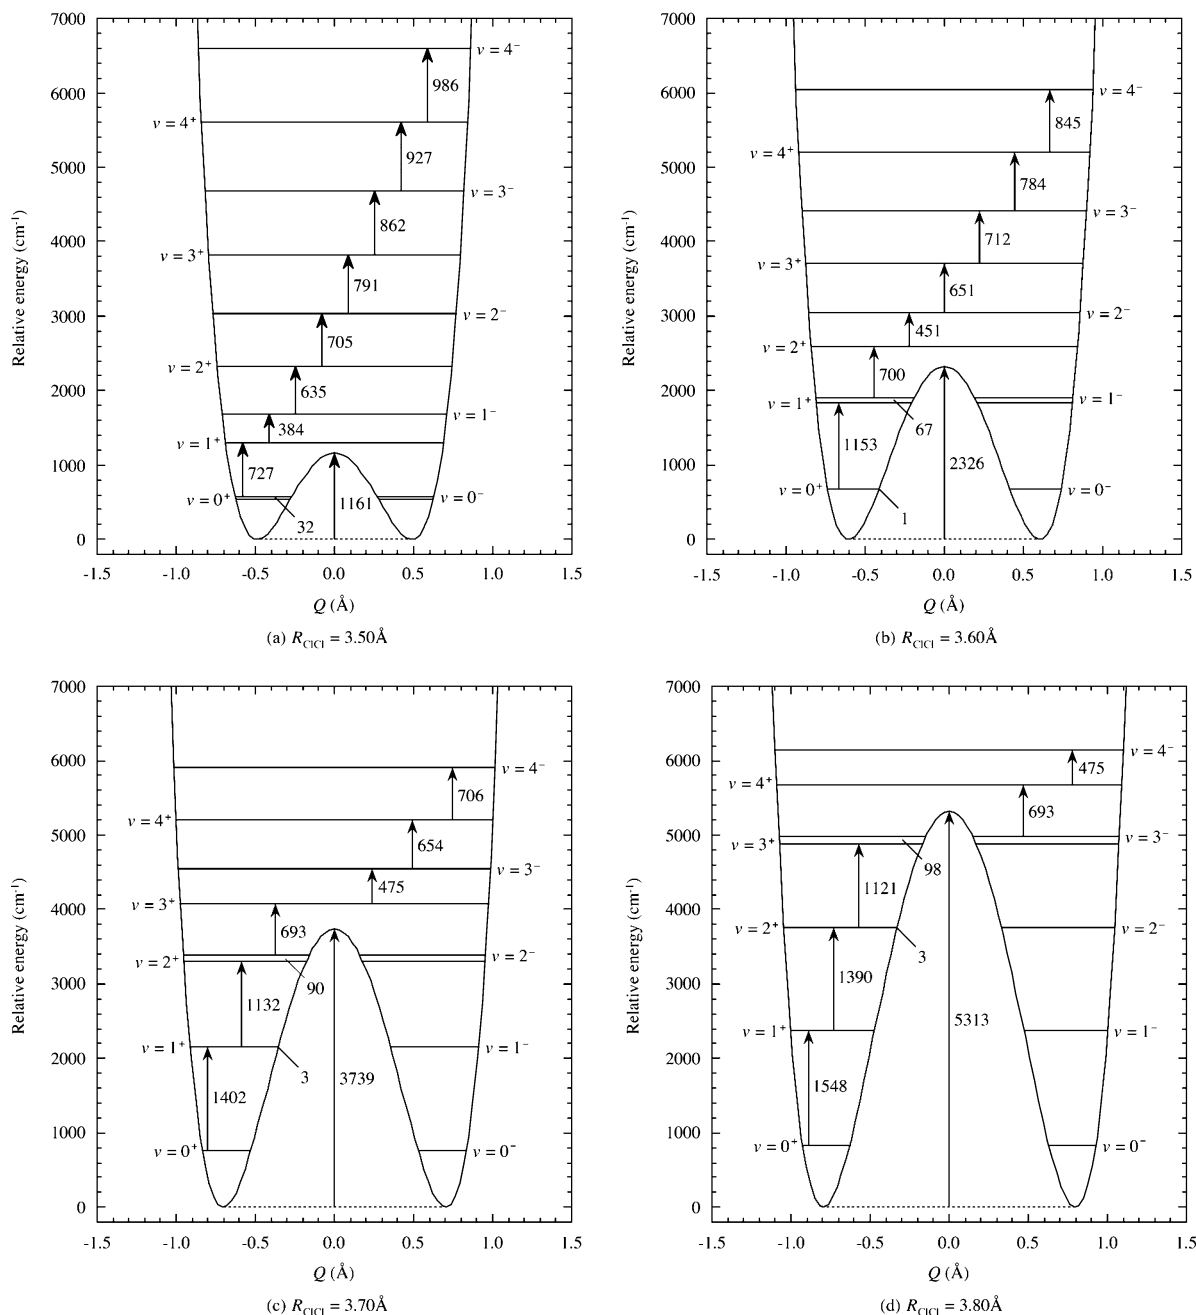 7000
6000
5000
4000
3000
2000
1000
0
Relative energy (cm⁻¹)
v = 4⁻
986
v = 4⁺
927
v = 3⁻
862
v = 3⁺
791
v = 2⁻
705
v = 2⁺
635
v = 1⁻
384
v = 1⁺
727
v = 0⁺
v = 0⁻
32
1161
-1.5 -1.0 -0.5 0.0 0.5 1.0 1.5
Q (Å)
(a) R_ClCl = 3.50Å
7000
6000
5000
4000
3000
2000
1000
0
Relative energy (cm⁻¹)
v = 4⁻
845
v = 4⁺
784
v = 3⁻
712
v = 3⁺
651
v = 2⁻
451
v = 2⁺
700
v = 1⁺
v = 1⁻
67
1153
2326
v = 0⁺
v = 0⁻
1
-1.5 -1.0 -0.5 0.0 0.5 1.0 1.5
Q (Å)
(b) R_ClCl = 3.60Å
7000
6000
5000
4000
3000
2000
1000
0
Relative energy (cm⁻¹)
v = 4⁻
706
v = 4⁺
654
v = 3⁻
475
v = 3⁺
693
v = 2⁻
v = 2⁺
90
1132
v = 1⁺
v = 1⁻
3
3739
1402
v = 0⁺
v = 0⁻
-1.5 -1.0 -0.5 0.0 0.5 1.0 1.5
Q (Å)
(c) R_ClCl = 3.70Å
7000
6000
5000
4000
3000
2000
1000
0
Relative energy (cm⁻¹)
v = 4⁻
475
v = 4⁺
693
v = 3⁺
v = 3⁻
98
1121
v = 2⁺
v = 2⁻
3
1390
5313
v = 1⁺
v = 1⁻
1548
v = 0⁺
v = 0⁻
-1.5 -1.0 -0.5 0.0 0.5 1.0 1.5
Q (Å)
(d) R_ClCl = 3.80Å